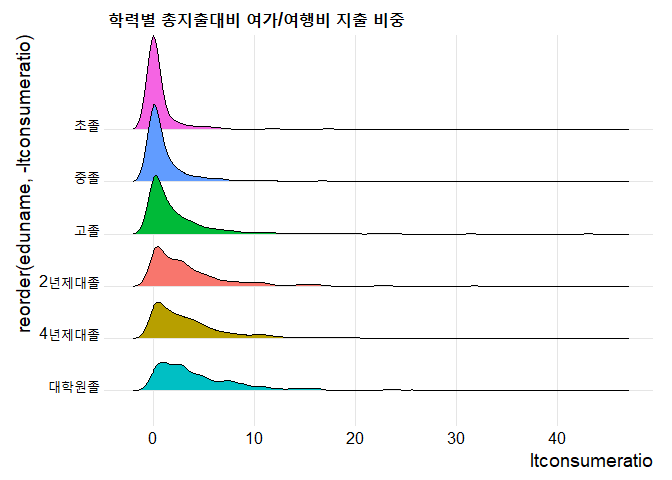 학력별 총지출대비 여가/여행비 지출 비중
reorder(eduname, -ltconsumeratio)
초졸
중졸
고졸
2년제대졸
4년제대졸
대학원졸
0 10 20 30 40
ltconsumeratio